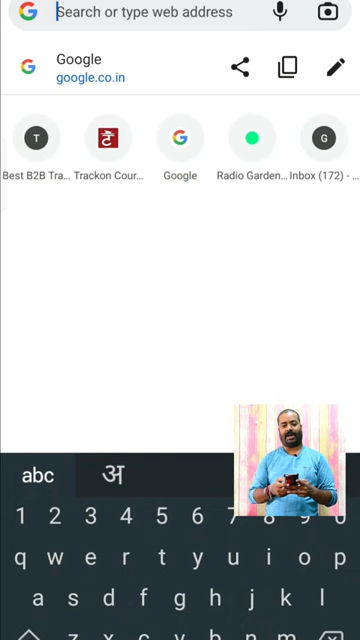 Search or type web address
Google
google.co.in
T
G
Best B2B Tra... Trackon Cour... Google Radio Garden... Inbox (172) - ...
abc अ
1 2 3 4 5 6 7 8 9 0
q w e r t y u i o p
a s d f g h j k l
z x c v b n m